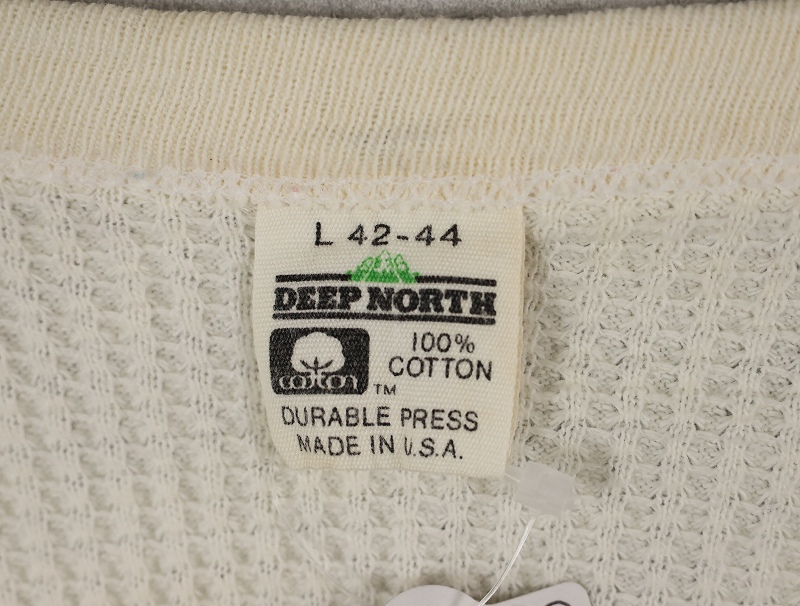 L 42-44
DEEP NORTH
100%
COTTON
cotton
TM
DURABLE PRESS
MADE IN U.S.A.